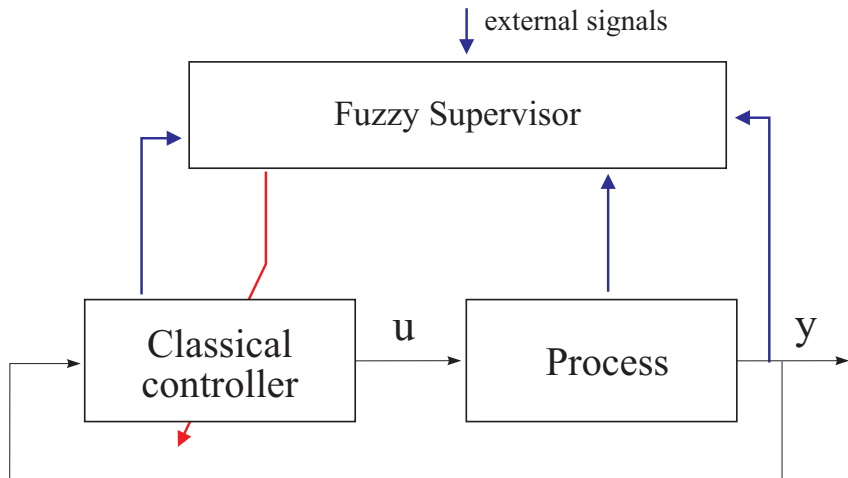 external signals
Fuzzy Supervisor
Classical
controller
u
Process
y